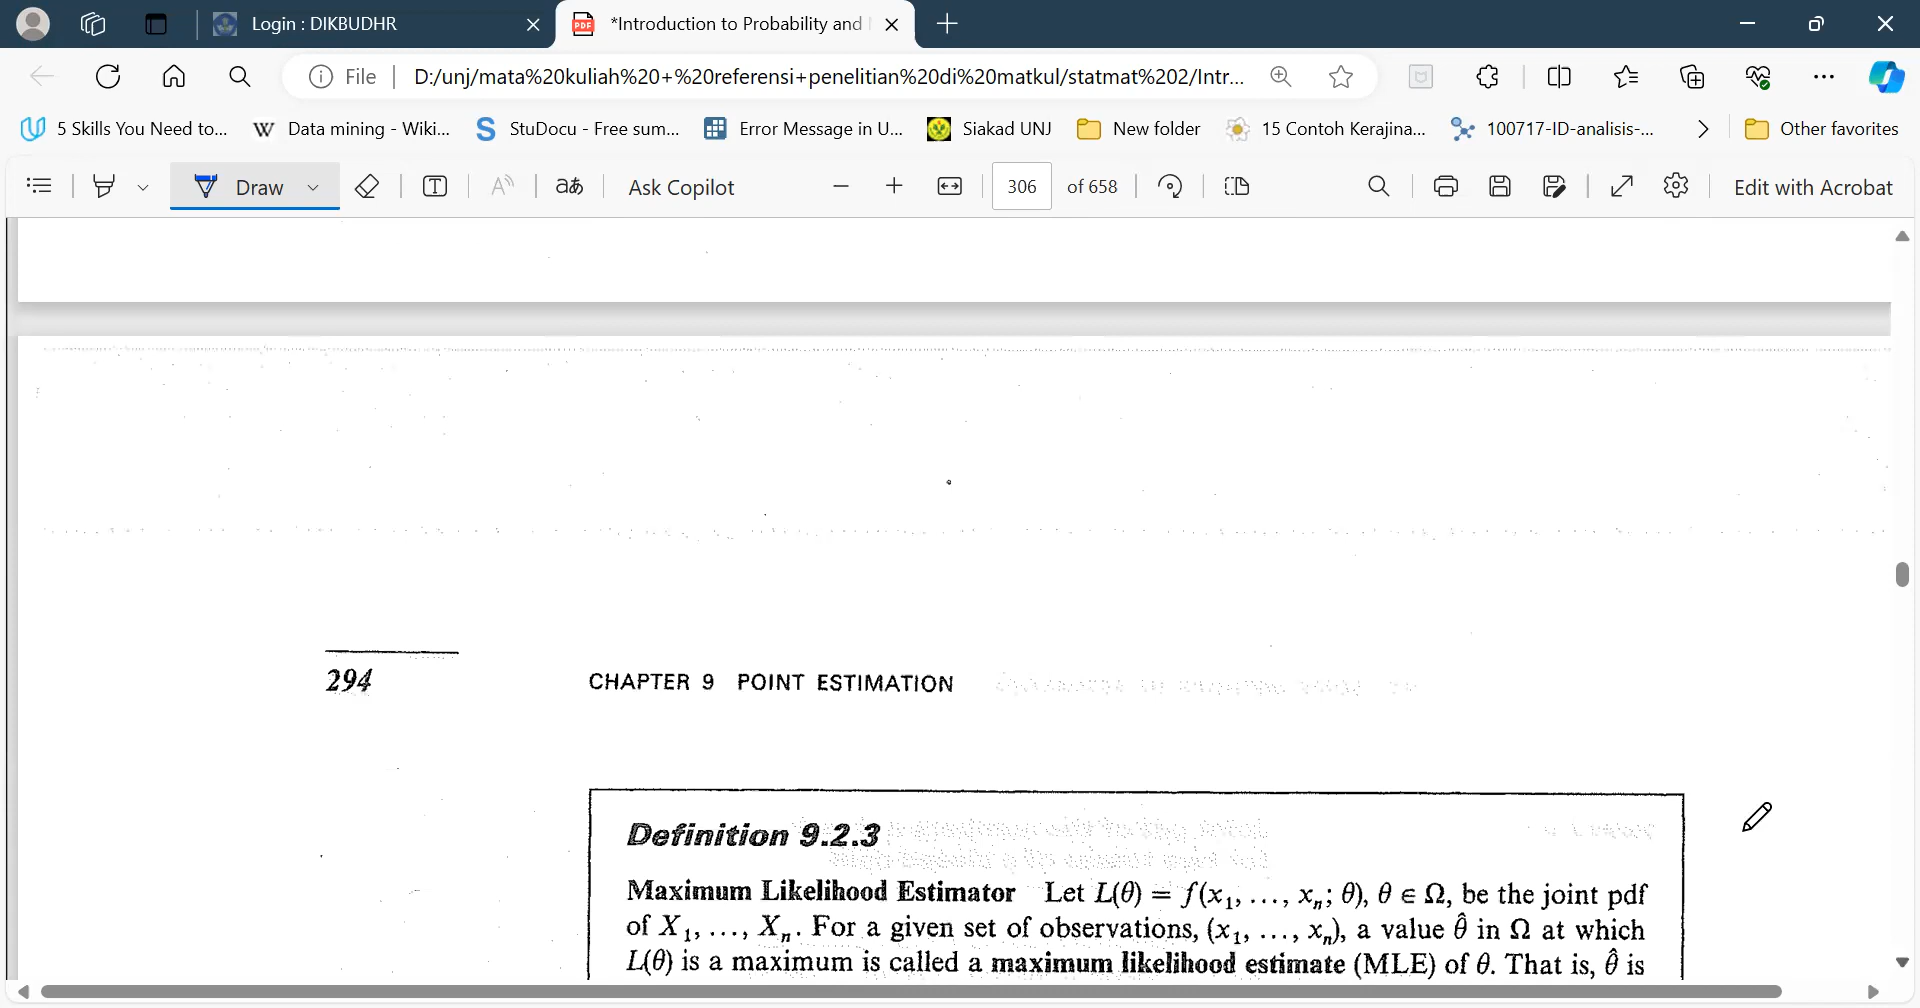 Login : DIKBUDHR
*Introduction to Probability and
File
D:/unj/mata%20kuliah%20+%20referensi+penelitian%20di%20matkul/statmat%202/Intr...
5 Skills You Need to...
Data mining - Wiki...
StuDocu - Free sum...
Error Message in U...
Siakad UNJ
New folder
15 Contoh Kerajina...
100717-ID-analisis-...
Other favorites
Draw
Ask Copilot
306 of 658
Edit with Acrobat
294
CHAPTER 9 POINT ESTIMATION
Definition 9.2.3
Maximum Likelihood Estimator Let L(θ) = f(x₁, ..., xₙ; θ), θ ∈ Ω, be the joint pdf
of X₁, ..., Xₙ. For a given set of observations, (x₁, ..., xₙ), a value θ̂ in Ω at which
L(θ) is a maximum is called a maximum likelihood estimate (MLE) of θ. That is, θ̂ is